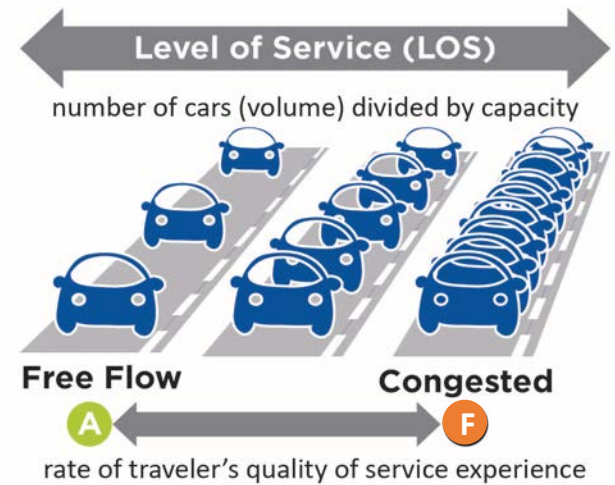 Level of Service (LOS)
number of cars (volume) divided by capacity
Free Flow
Congested
A
F
rate of traveler's quality of service experience